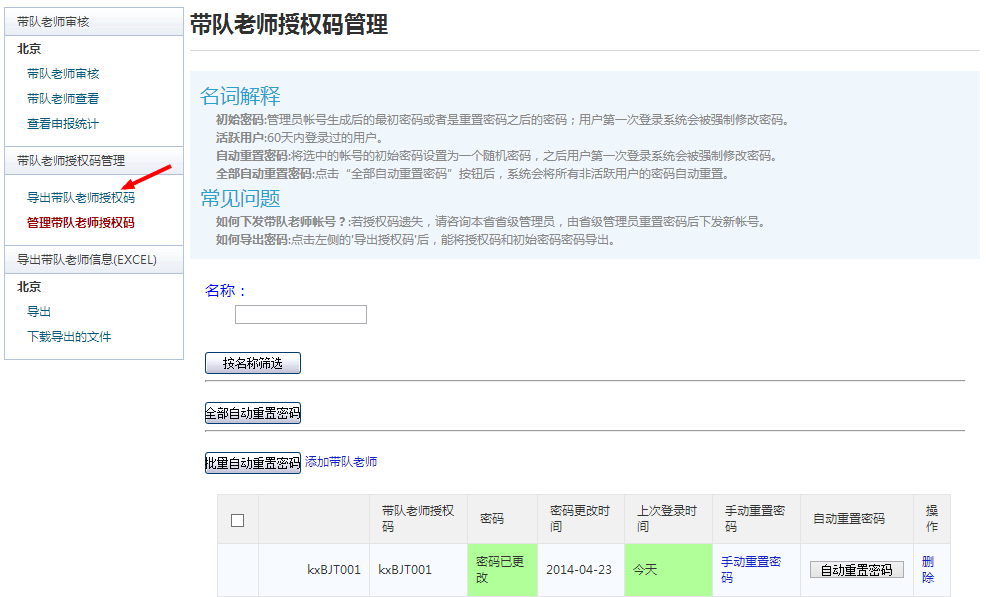 带队老师审核
北京
带队老师审核
带队老师查看
查看申报统计
带队老师授权码管理
导出带队老师授权码
管理带队老师授权码
导出带队老师信息(EXCEL)
北京
导出
下载导出的文件
带队老师授权码管理
名词解释
初始密码:管理员帐号生成后的最初密码或者是重置密码之后的密码；用户第一次登录系统会被强制修改密码。
活跃用户:60天内登录过的用户。
自动重置密码:将选中的帐号的初始密码设置为一个随机密码，之后用户第一次登录系统会被强制修改密码。
全部自动重置密码:点击“全部自动重置密码”按钮后，系统会将所有非活跃用户的密码自动重置。
常见问题
如何下发带队老师帐号？:若授权码遗失，请咨询本省省级管理员，由省级管理员重置密码后下发新帐号。
如何导出密码:点击左侧的'导出授权码'后，能将授权码和初始密码密码导出。
名称：
按名称筛选
全部自动重置密码
批量自动重置密码 添加带队老师
带队老师授权
码
密码
密码更改时
间
上次登录时
间
手动重置密
码
自动重置密码
操
作
kxBJT001
kxBJT001
密码已更
改
2014-04-23
今天
手动重置密
码
自动重置密码
删
除